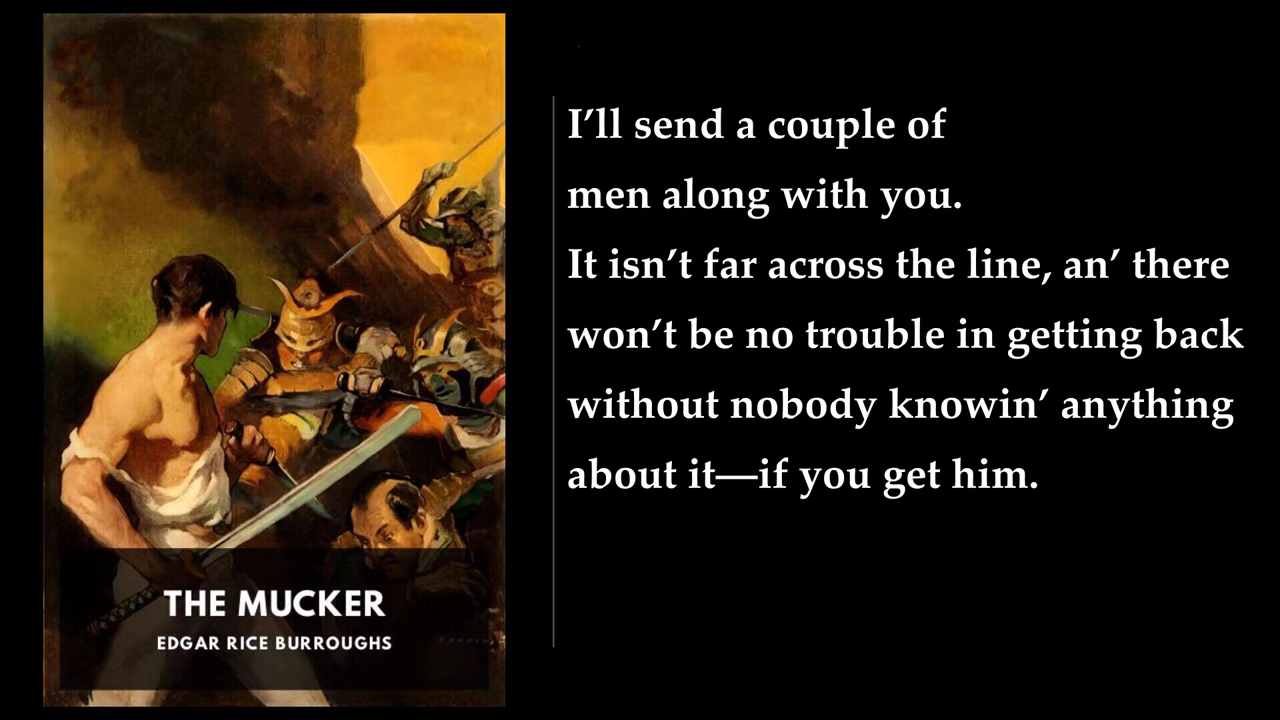 I’ll send a couple of
men along with you.
It isn’t far across the line, an’ there
won’t be no trouble in getting back
without nobody knowin’ anything
about it—if you get him.
THE MUCKER
EDGAR RICE BURROUGHS